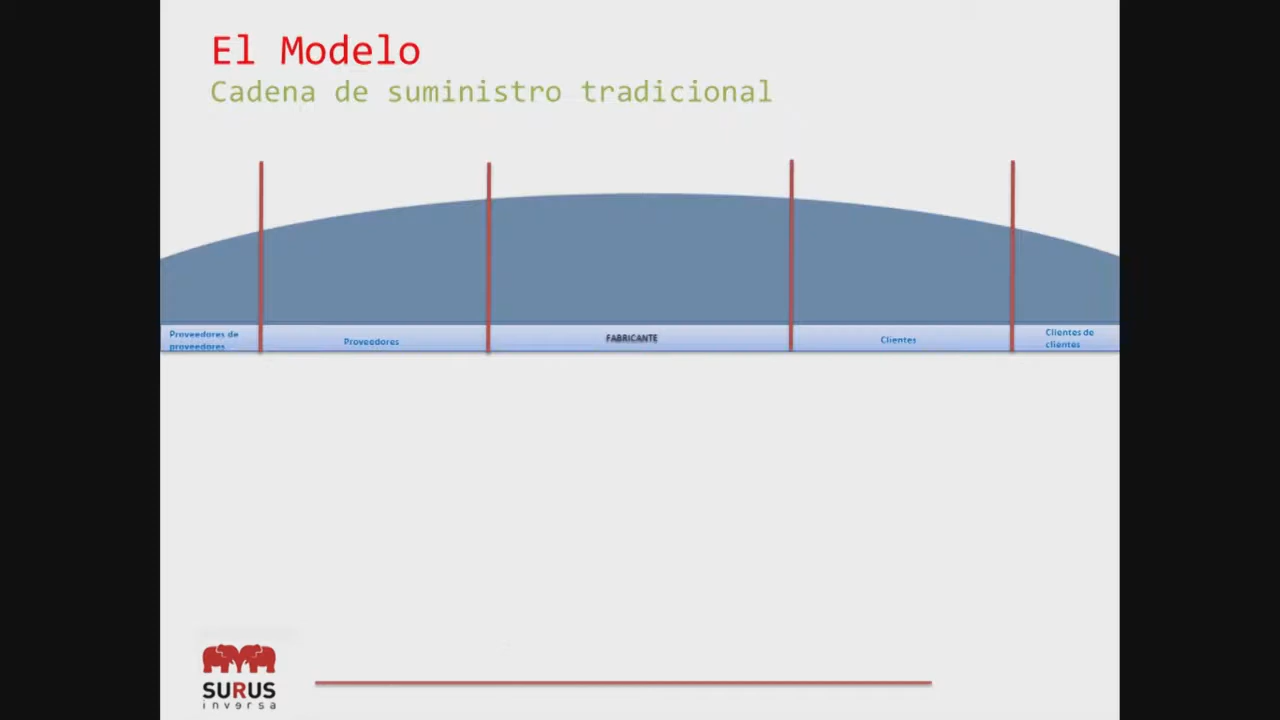 El Modelo
Cadena de suministro tradicional
Proveedores de
proveedores
Proveedores
FABRICANTE
Clientes
Clientes de
clientes
SURUS
inversa